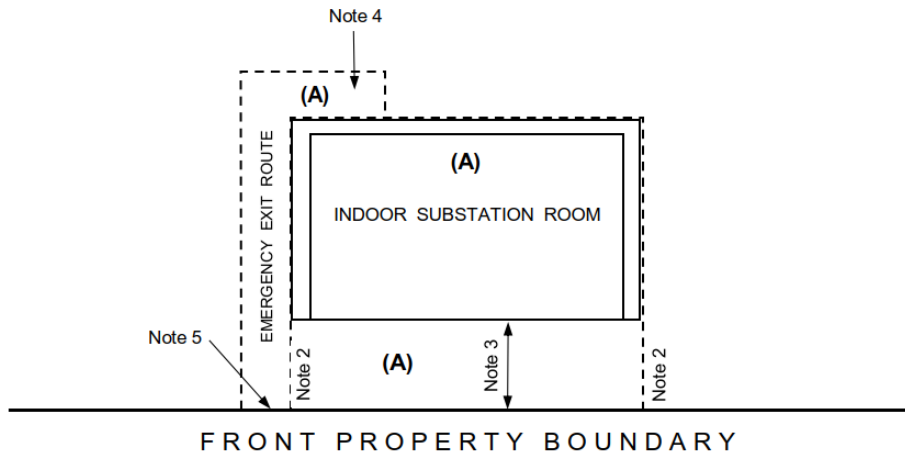 Note 4
(A)
EMERGENCY EXIT ROUTE
(A)
INDOOR SUBSTATION ROOM
Note 5
Note 2
(A)
Note 3
Note 2
FRONT PROPERTY BOUNDARY